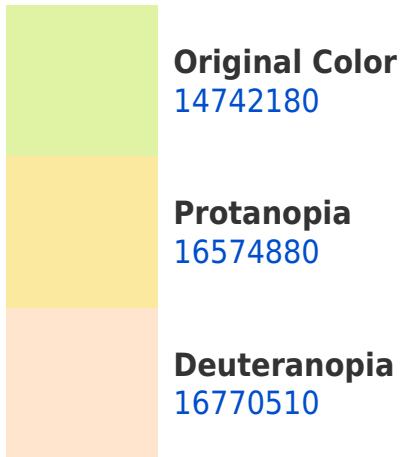 Original Color
14742180
Protanopia
16574880
Deuteranopia
16770510